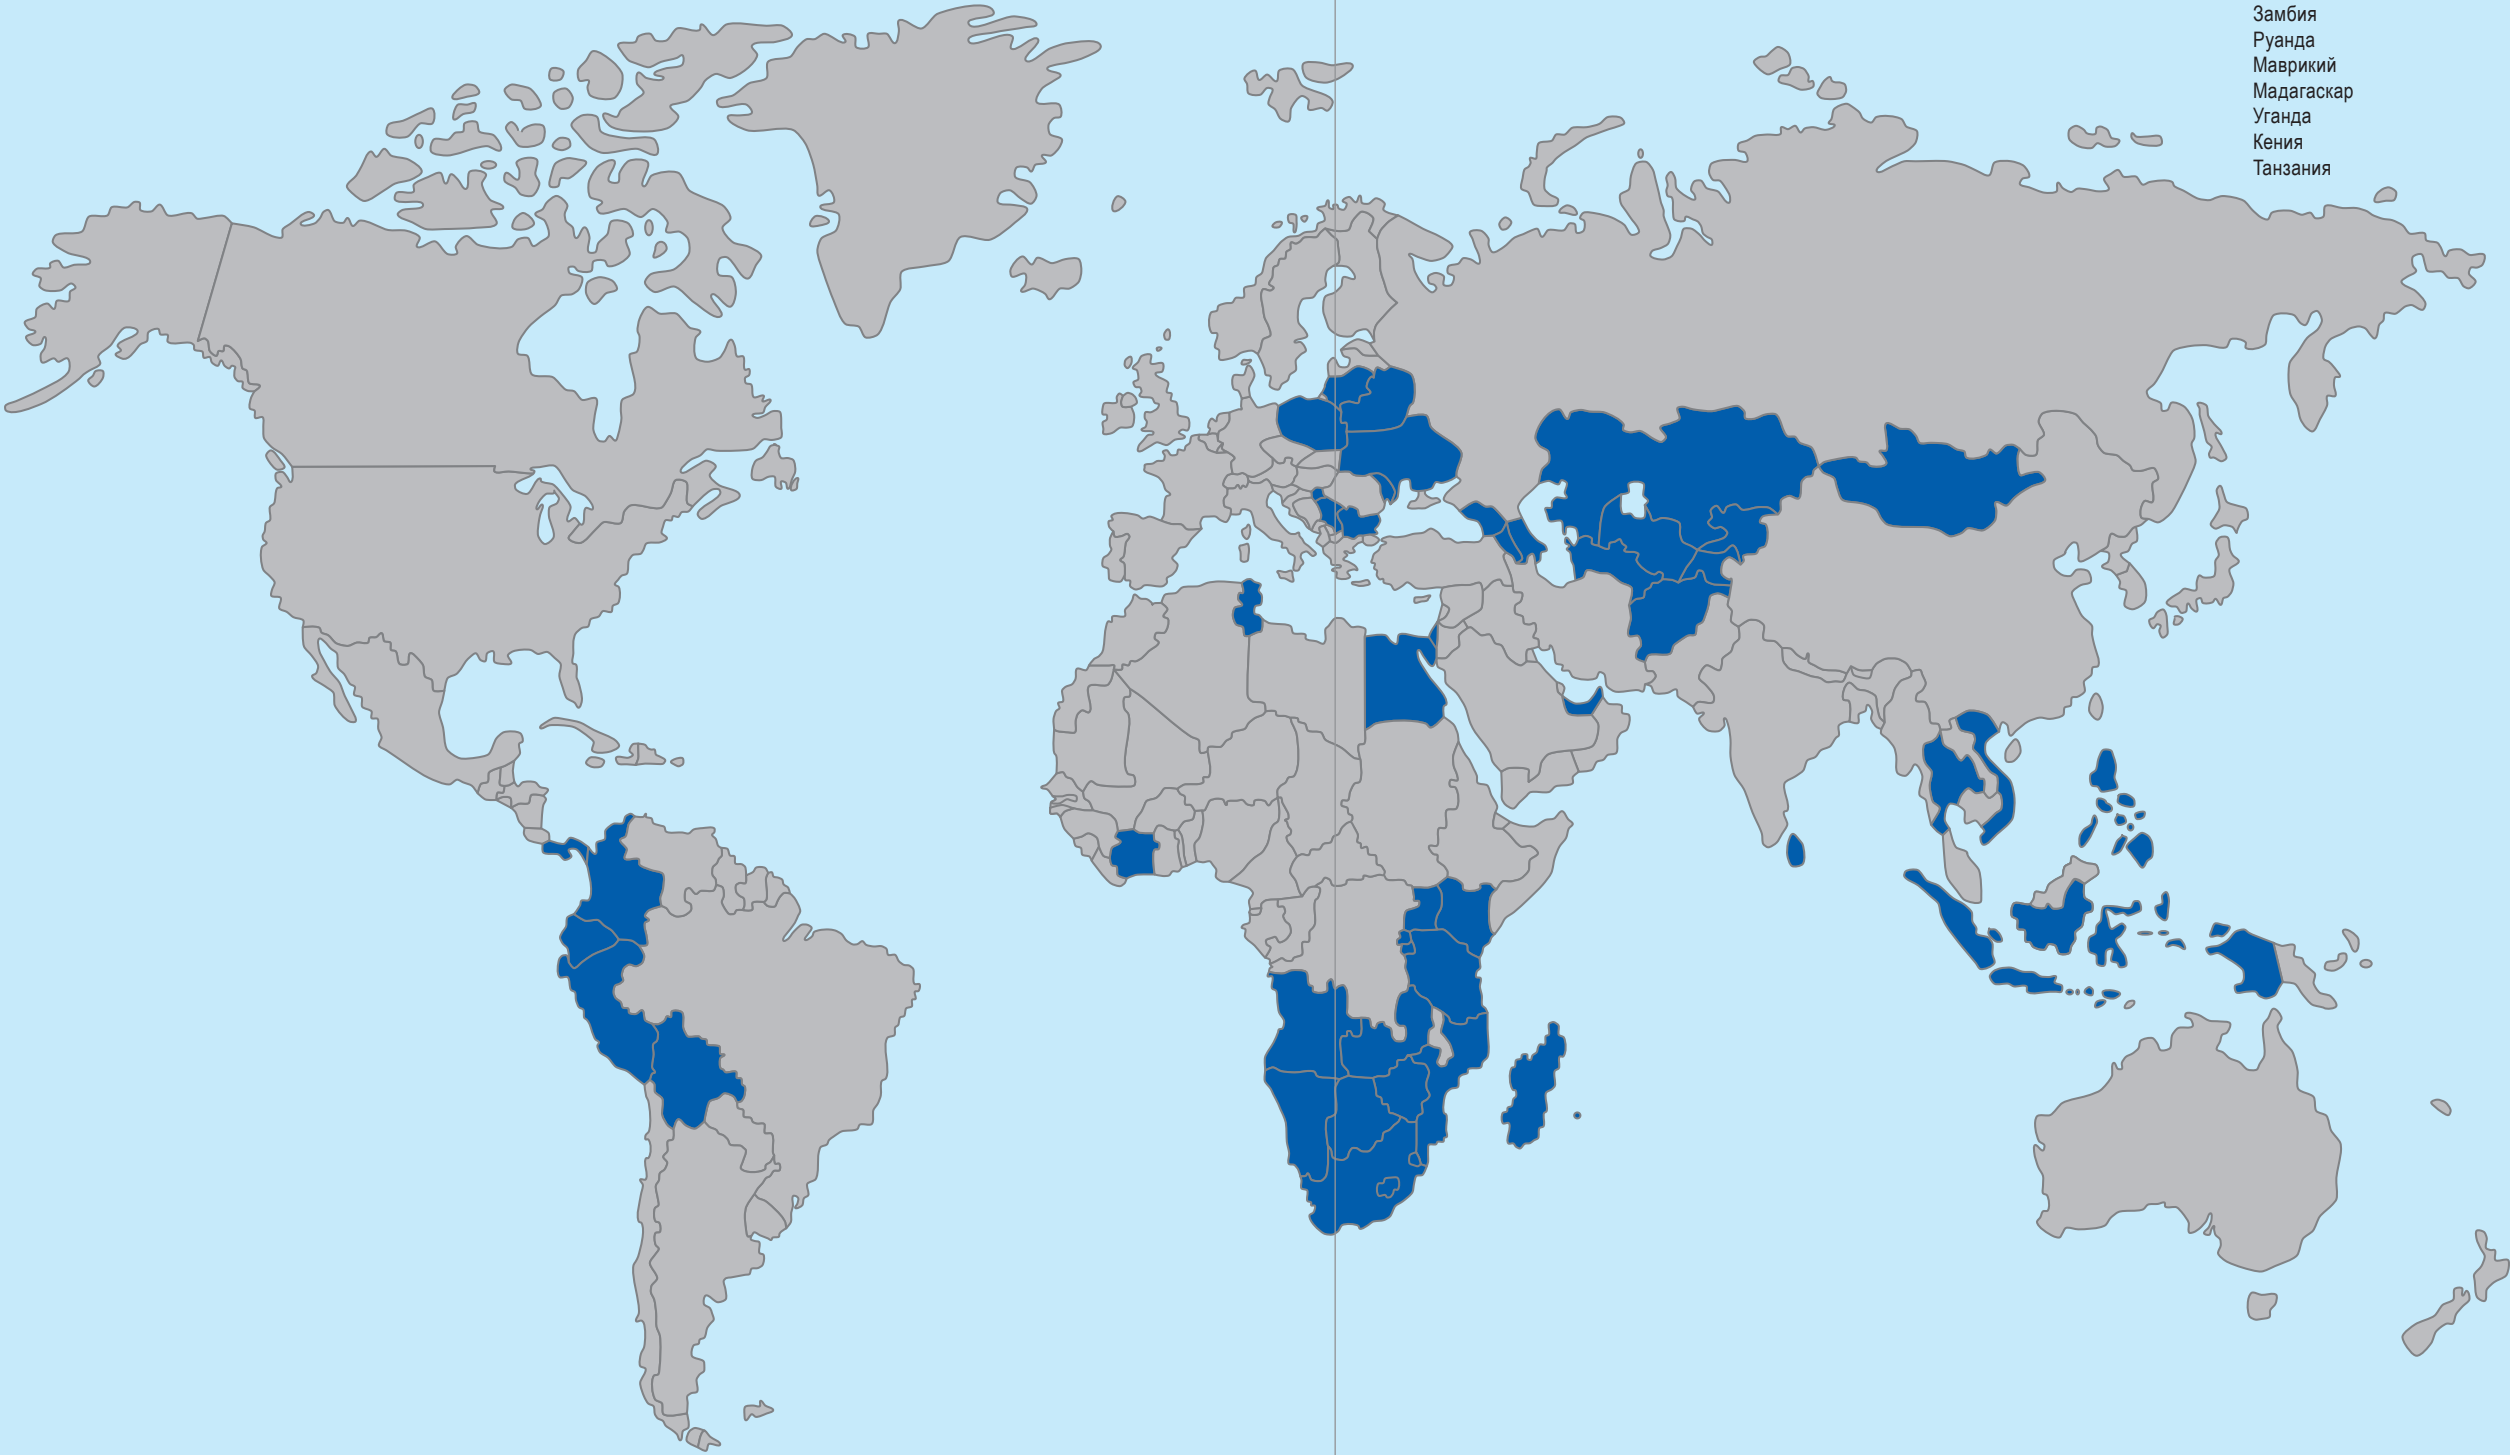 Замбия
Руанда
Маврикий
Мадагаскар
Уганда
Кения
Танзания